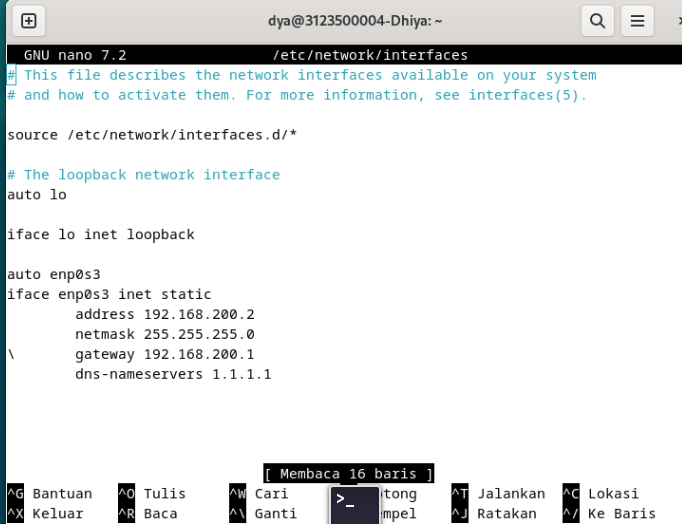 dya@3123500004-Dhiya: ~
GNU nano 7.2 /etc/network/interfaces
# This file describes the network interfaces available on your system
# and how to activate them. For more information, see interfaces(5).
source /etc/network/interfaces.d/*
# The loopback network interface
auto lo
iface lo inet loopback
auto enp0s3
iface enp0s3 inet static
address 192.168.200.2
netmask 255.255.255.0
\ gateway 192.168.200.1
dns-nameservers 1.1.1.1
[ Membaca 16 baris ]
^G Bantuan ^O Tulis ^W Cari ^T Jalankan ^C Lokasi
^X Keluar ^R Baca ^\ Ganti ^J Ratakan ^/ Ke Baris